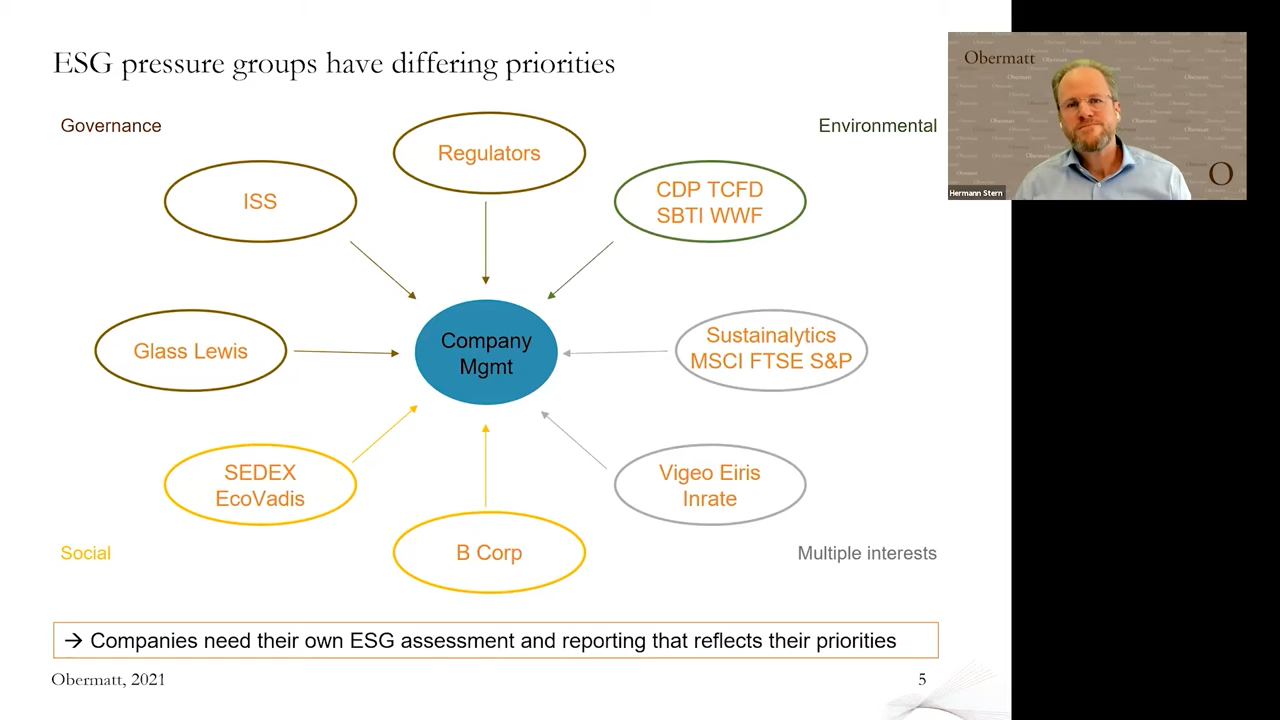 ESG pressure groups have differing priorities
Governance
Environmental
Regulators
ISS
CDP TCFD
SBTI WWF
Glass Lewis
Company
Mgmt
Sustainalytics
MSCI FTSE S&P
SEDEX
EcoVadis
Vigeo Eiris
Inrate
B Corp
Social
Multiple interests
→ Companies need their own ESG assessment and reporting that reflects their priorities
Obermatt, 2021
5
Obermatt
O
Hermann Stern